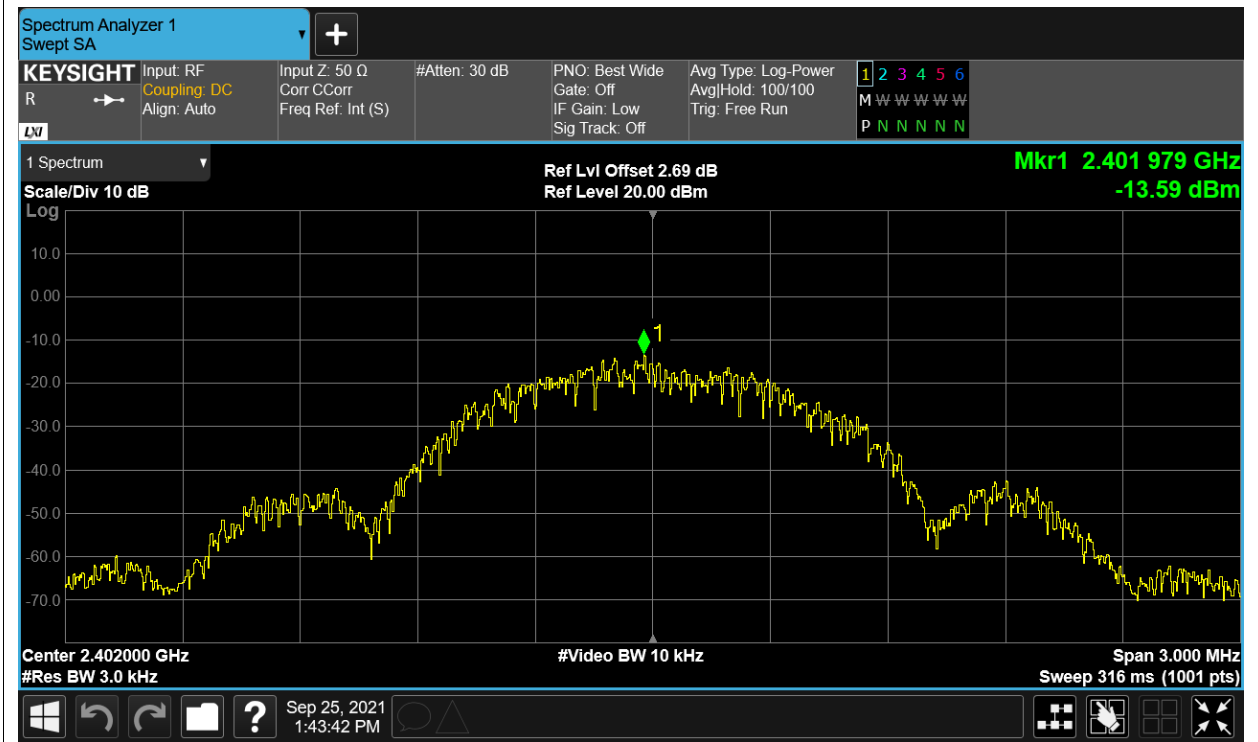 Spectrum Analyzer 1
Swept SA
+
KEYSIGHT
R
LXI
Input: RF
Coupling: DC
Align: Auto
Input Z: 50 Ω
Corr CCorr
Freq Ref: Int (S)
#Atten: 30 dB
PNO: Best Wide
Gate: Off
IF Gain: Low
Sig Track: Off
Avg Type: Log-Power
Avg|Hold: 100/100
Trig: Free Run
1 2 3 4 5 6
M W W W W W
P N N N N N
1 Spectrum
Scale/Div 10 dB
Log
Ref Lvl Offset 2.69 dB
Ref Level 20.00 dBm
Mkr1 2.401 979 GHz
-13.59 dBm
10.0
0.00
-10.0
-20.0
-30.0
-40.0
-50.0
-60.0
-70.0
1
Center 2.402000 GHz
#Res BW 3.0 kHz
#Video BW 10 kHz
Span 3.000 MHz
Sweep 316 ms (1001 pts)
?
Sep 25, 2021
1:43:42 PM